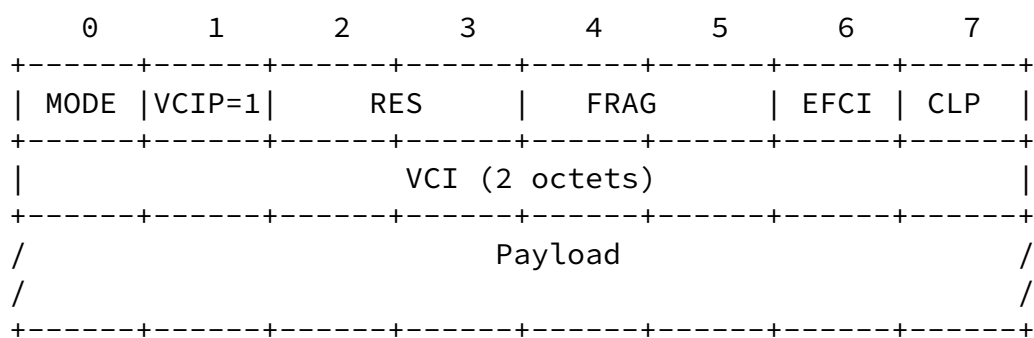 0 1 2 3 4 5 6 7
+------+------+------+------+------+------+------+------+
| MODE |VCIP=1| RES | FRAG | EFCI | CLP |
+------+------+------+------+------+------+------+------+
| VCI (2 octets) |
+------+------+------+------+------+------+------+------+
/ Payload /
/ /
+------+------+------+------+------+------+------+------+